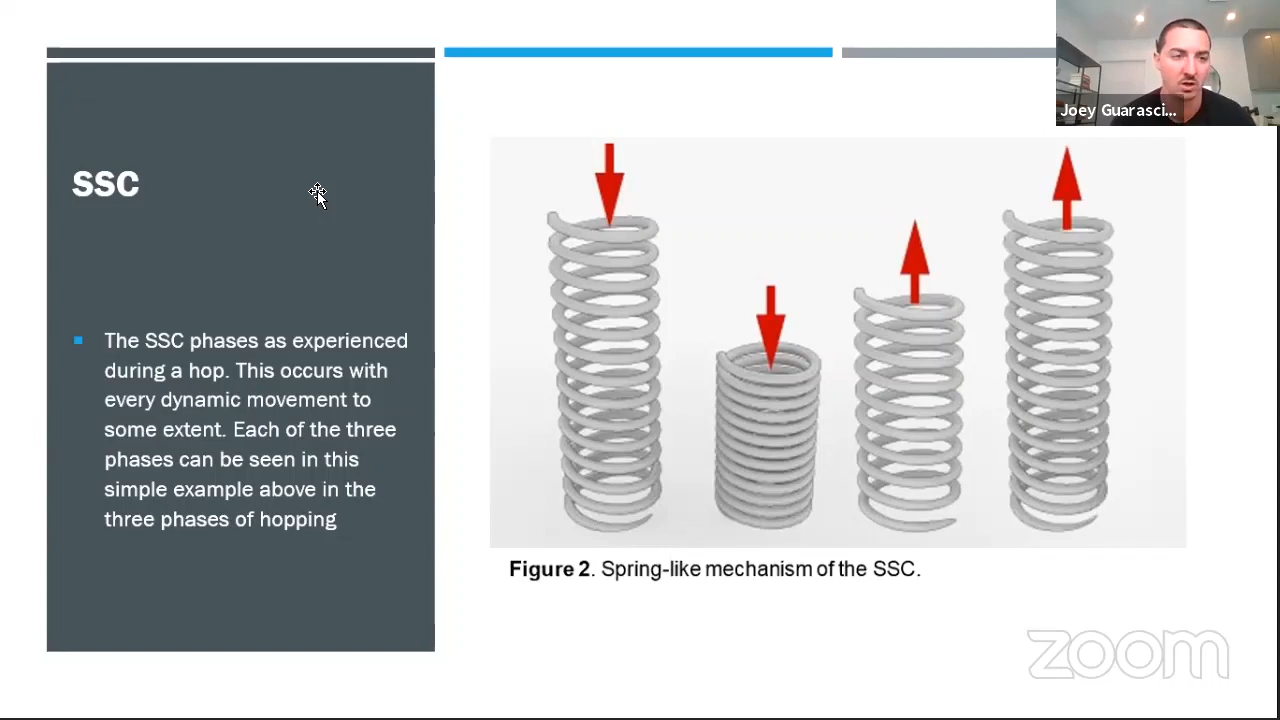 SSC
The SSC phases as experienced
during a hop. This occurs with
every dynamic movement to
some extent. Each of the three
phases can be seen in this
simple example above in the
three phases of hopping
Figure 2. Spring-like mechanism of the SSC.
Joey Guarasci...
zoom